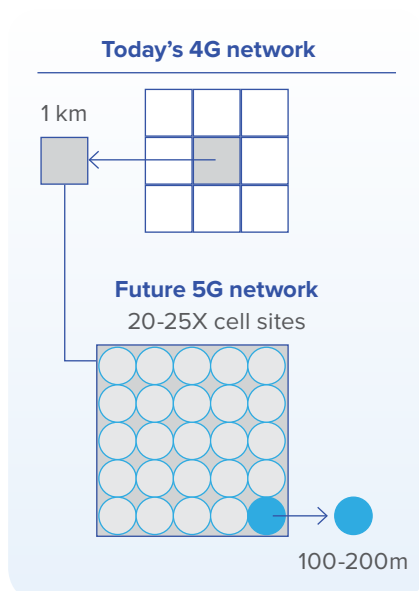 Today's 4G network
1 km
Future 5G network
20-25X cell sites
100-200m